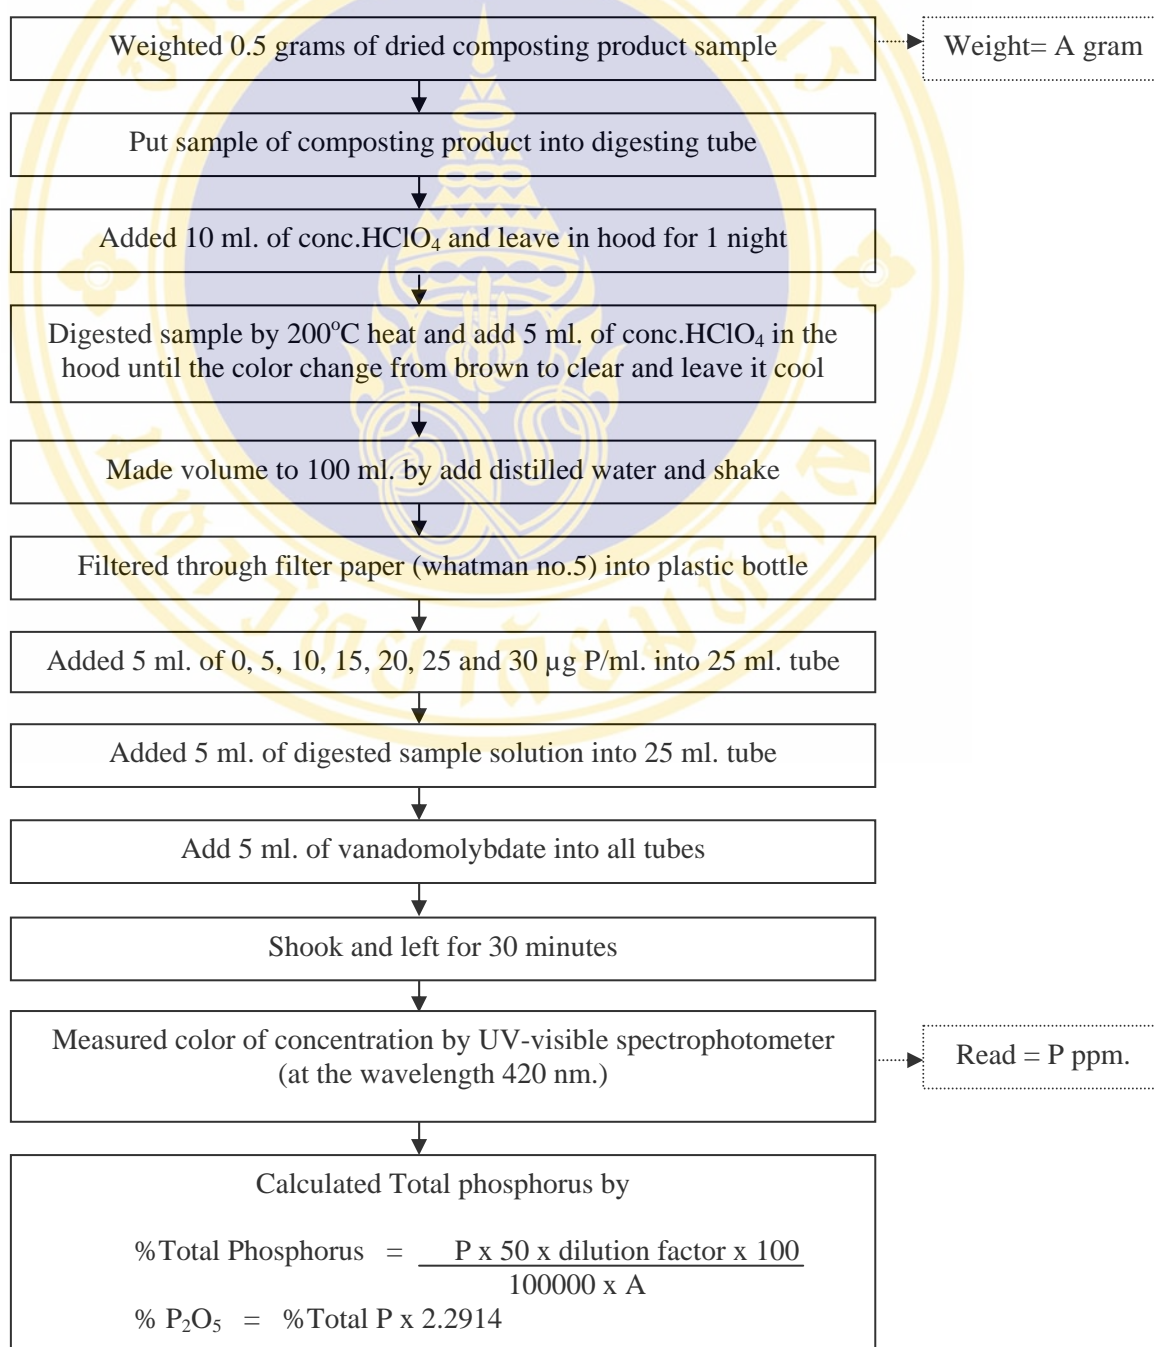 Weighted 0.5 grams of dried composting product sample
Weight= A gram
Put sample of composting product into digesting tube
Added 10 ml. of conc.HClO₄ and leave in hood for 1 night
Digested sample by 200°C heat and add 5 ml. of conc.HClO₄ in the
hood until the color change from brown to clear and leave it cool
Made volume to 100 ml. by add distilled water and shake
Filtered through filter paper (whatman no.5) into plastic bottle
Added 5 ml. of 0, 5, 10, 15, 20, 25 and 30 µg P/ml. into 25 ml. tube
Added 5 ml. of digested sample solution into 25 ml. tube
Add 5 ml. of vanadomolybdate into all tubes
Shook and left for 30 minutes
Measured color of concentration by UV-visible spectrophotometer
(at the wavelength 420 nm.)
Read = P ppm.
Calculated Total phosphorus by
%Total Phosphorus = P x 50 x dilution factor x 100
100000 x A
% P₂O₅ = %Total P x 2.2914